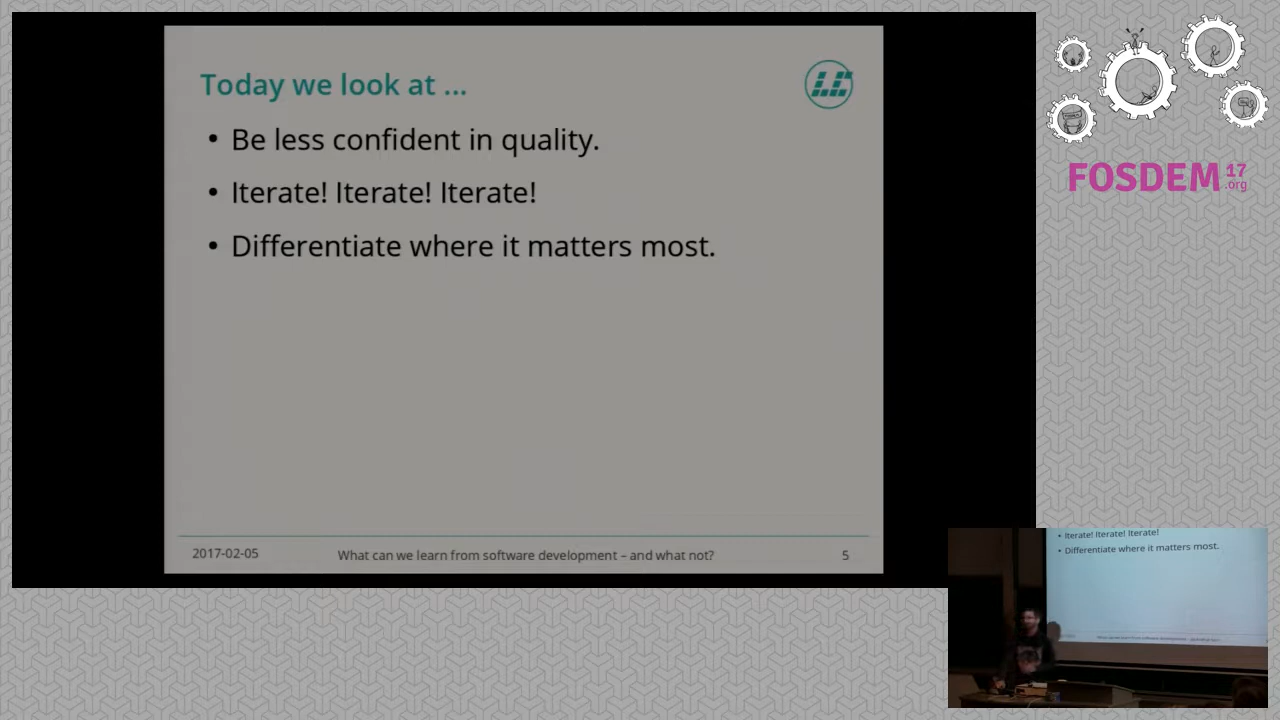 Today we look at ...
LC
• Be less confident in quality.
• Iterate! Iterate! Iterate!
• Differentiate where it matters most.
2017-02-05
What can we learn from software development – and what not?
5
FOSDEM 17
.org
Iterate! Iterate! Iterate!
Differentiate where it matters most.